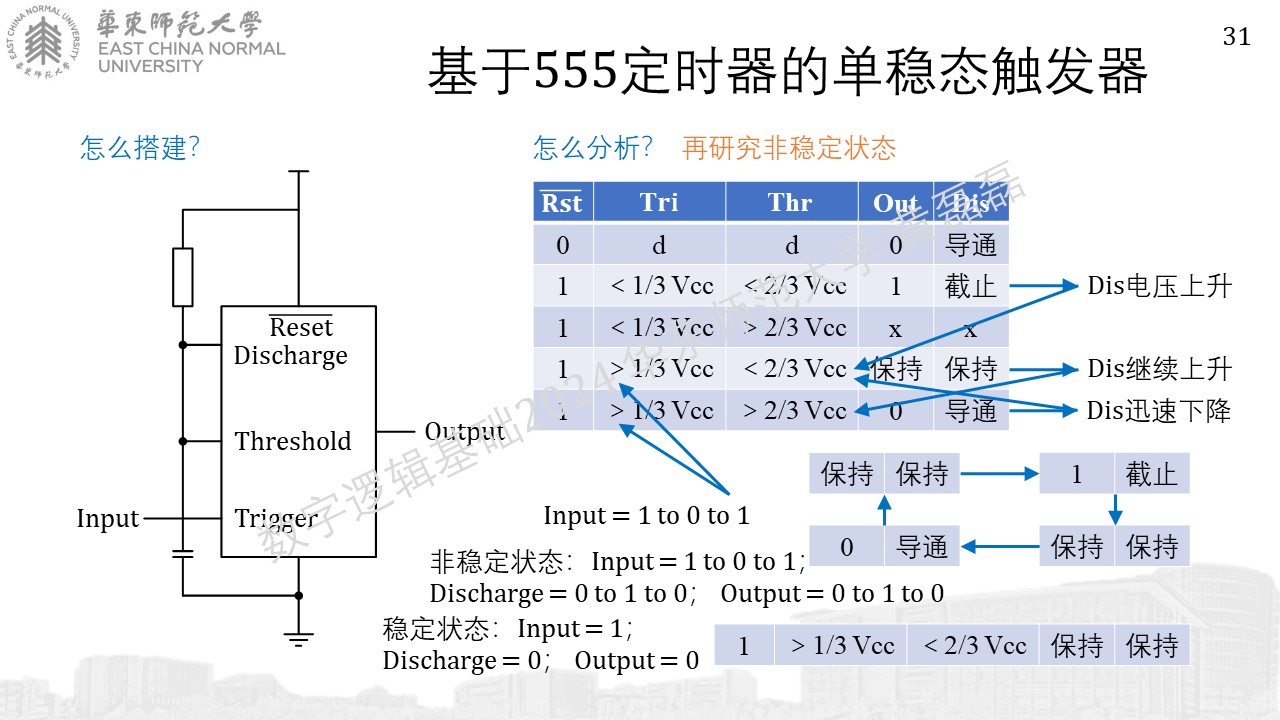 華東師範大學
EAST CHINA NORMAL
UNIVERSITY
EAST CHINA NORMAL UNIVERSITY
華東師範大學
31
基于555定时器的单稳态触发器
怎么搭建?
怎么分析? 再研究非稳定状态
Rst Tri Thr Out Dis
0 d d 0 导通
1 < 1/3 Vcc < 2/3 Vcc 1 截止 Dis电压上升
1 < 1/3 Vcc > 2/3 Vcc x x
1 > 1/3 Vcc < 2/3 Vcc 保持 保持 Dis继续上升
1 > 1/3 Vcc > 2/3 Vcc 0 导通 Dis迅速下降
Reset
Discharge
Threshold
Output
Input
Trigger
保持 保持 1 截止
0 导通 保持 保持
Input = 1 to 0 to 1
非稳定状态：Input = 1 to 0 to 1；
Discharge = 0 to 1 to 0； Output = 0 to 1 to 0
稳定状态：Input = 1；
Discharge = 0； Output = 0
1 > 1/3 Vcc < 2/3 Vcc 保持 保持
数字逻辑基础2024 华东师范大学 黄磊磊